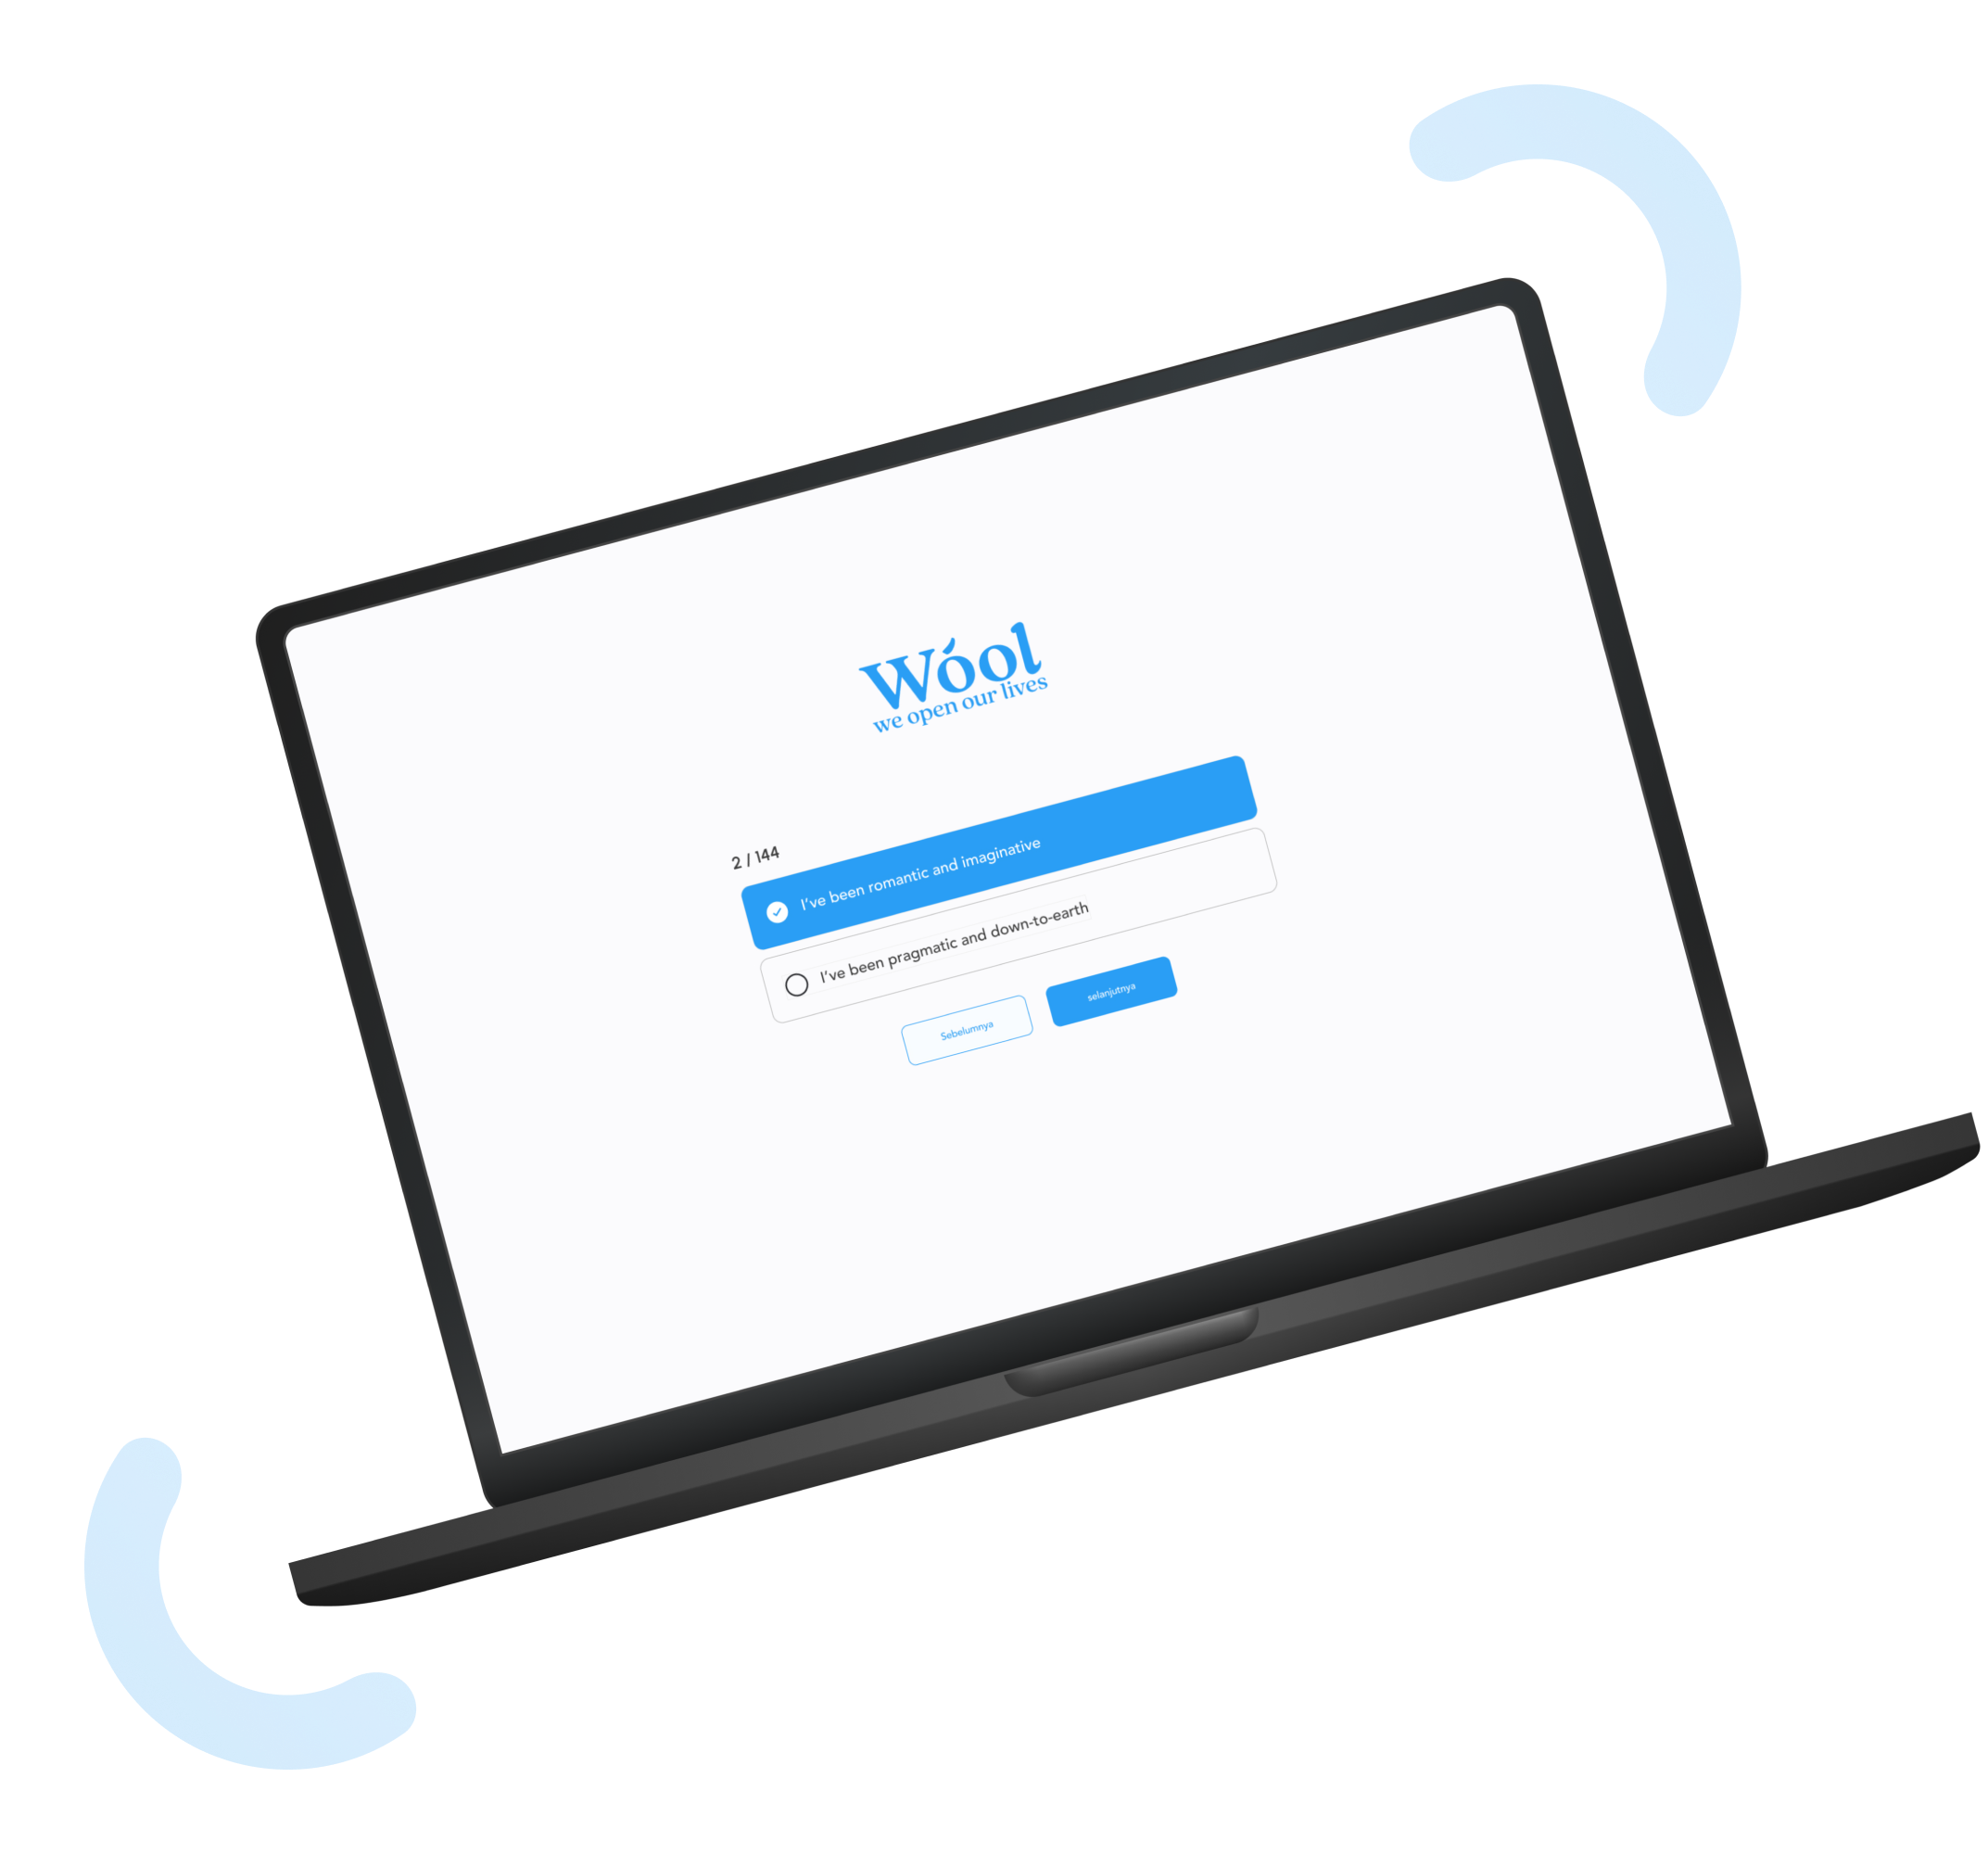 Wóol
we open our lives
2 / 144
I've been romantic and imaginative
I've been pragmatic and down-to-earth
Sebelumnya
selanjutnya